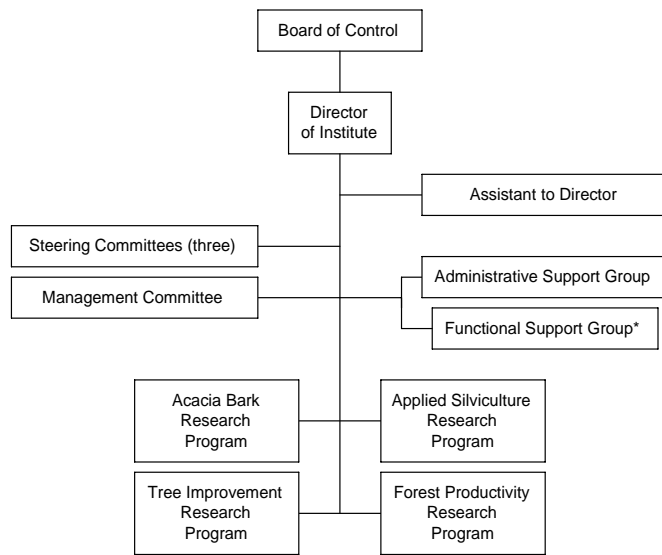 Board of Control
Director
of Institute
Assistant to Director
Steering Committees (three)
Management Committee
Administrative Support Group
Functional Support Group*
Acacia Bark
Research
Program
Applied Silviculture
Research
Program
Tree Improvement
Research
Program
Forest Productivity
Research
Program